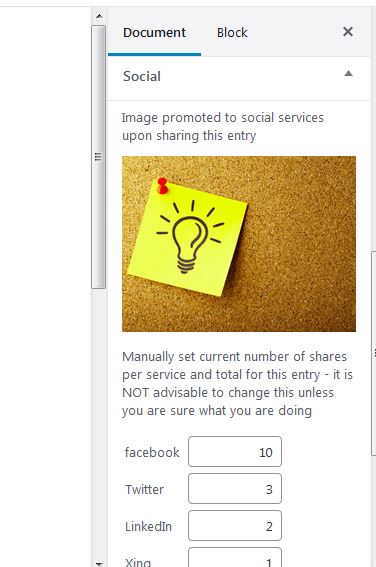 Document Block ×
Social
Image promoted to social services
upon sharing this entry
Manually set current number of shares
per service and total for this entry - it is
NOT advisable to change this unless
you are sure what you are doing
facebook 10
Twitter 3
LinkedIn 2
Xing 1